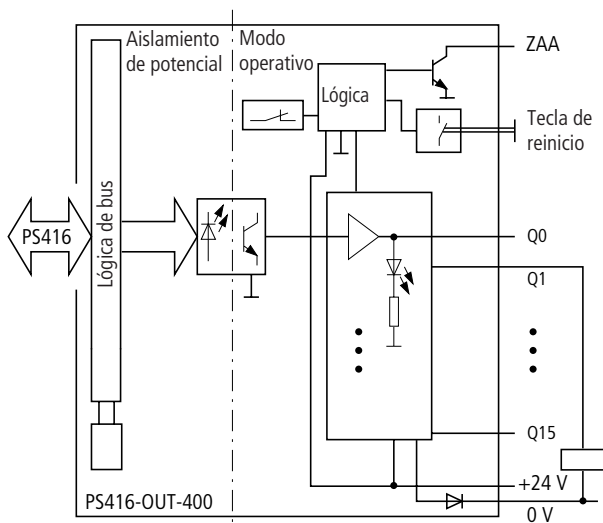 Aislamiento
de potencial
Modo
operativo
ZAA
Lógica
Tecla de
reinicio
PS416
Lógica de bus
Q0
Q1
Q15
+24 V
0 V
PS416-OUT-400